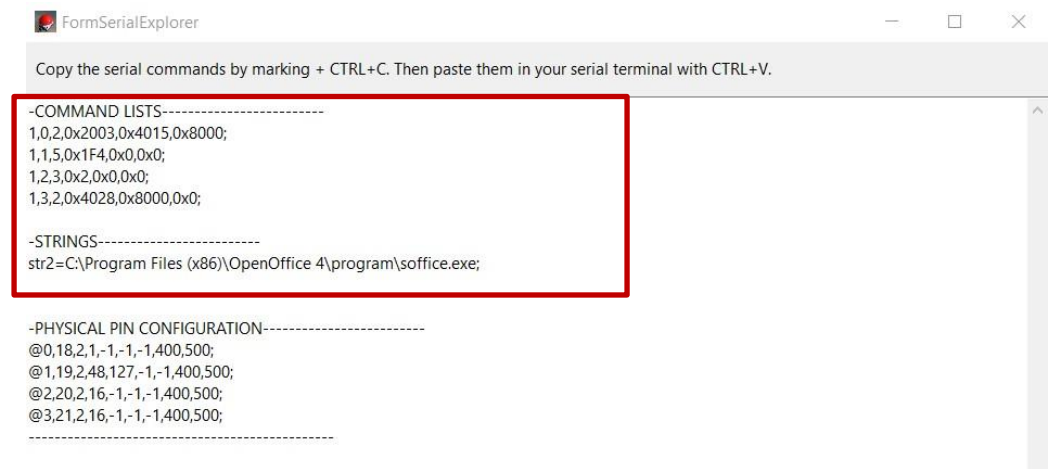 FormSerialExplorer
Copy the serial commands by marking + CTRL+C. Then paste them in your serial terminal with CTRL+V.
-COMMAND LISTS-------------------------
1,0,2,0x2003,0x4015,0x8000;
1,1,5,0x1F4,0x0,0x0;
1,2,3,0x2,0x0,0x0;
1,3,2,0x4028,0x8000,0x0;
-STRINGS-------------------------
str2=C:\Program Files (x86)\OpenOffice 4\program\soffice.exe;
-PHYSICAL PIN CONFIGURATION-------------------------
@0,18,2,1,-1,-1,-1,400,500;
@1,19,2,48,127,-1,-1,400,500;
@2,20,2,16,-1,-1,-1,400,500;
@3,21,2,16,-1,-1,-1,400,500;
-----------------------------------------------